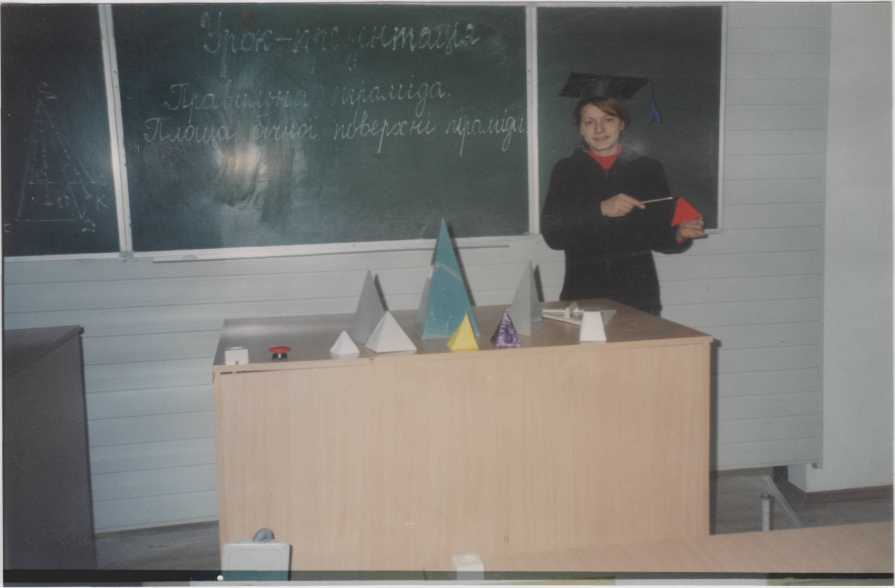 Урок-презентація
Правильна піраміда.
Площа бічної поверхні піраміди
S
K